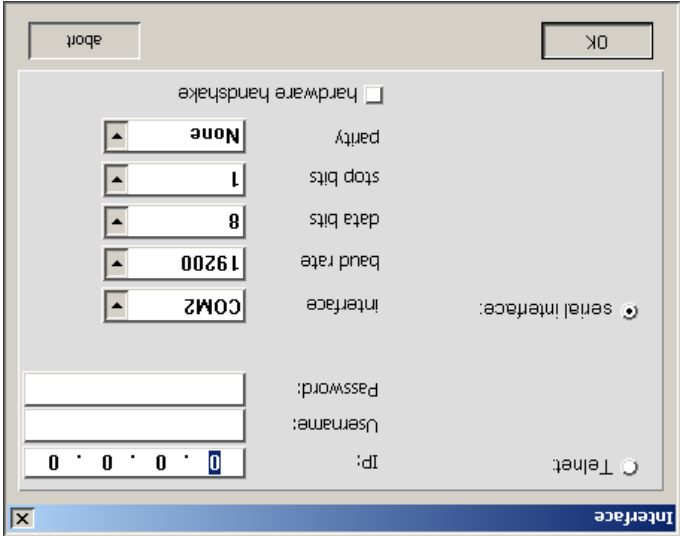 Interface
Telnet: IP: 0 . 0 . 0 . 0
Username:
Password:
serial interface: interface COM2
baud rate 19200
data bits 8
stop bits 1
parity None
hardware handshake
OK abort